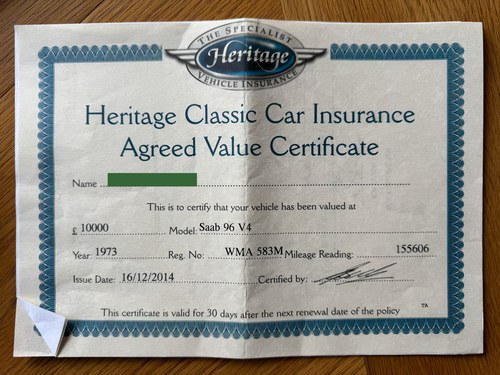 THE SPECIALIST
Heritage
VEHICLE INSURANCE
Heritage Classic Car Insurance
Agreed Value Certificate
Name
This is to certify that your vehicle has been valued at
£ 10000 Model: Saab 96 V4
Year 1973 Reg. No: WMA 583M Mileage Reading: 155606
Issue Date: 16/12/2014 Certified by:
This certificate is valid for 30 days after the next renewal date of the policy
TA